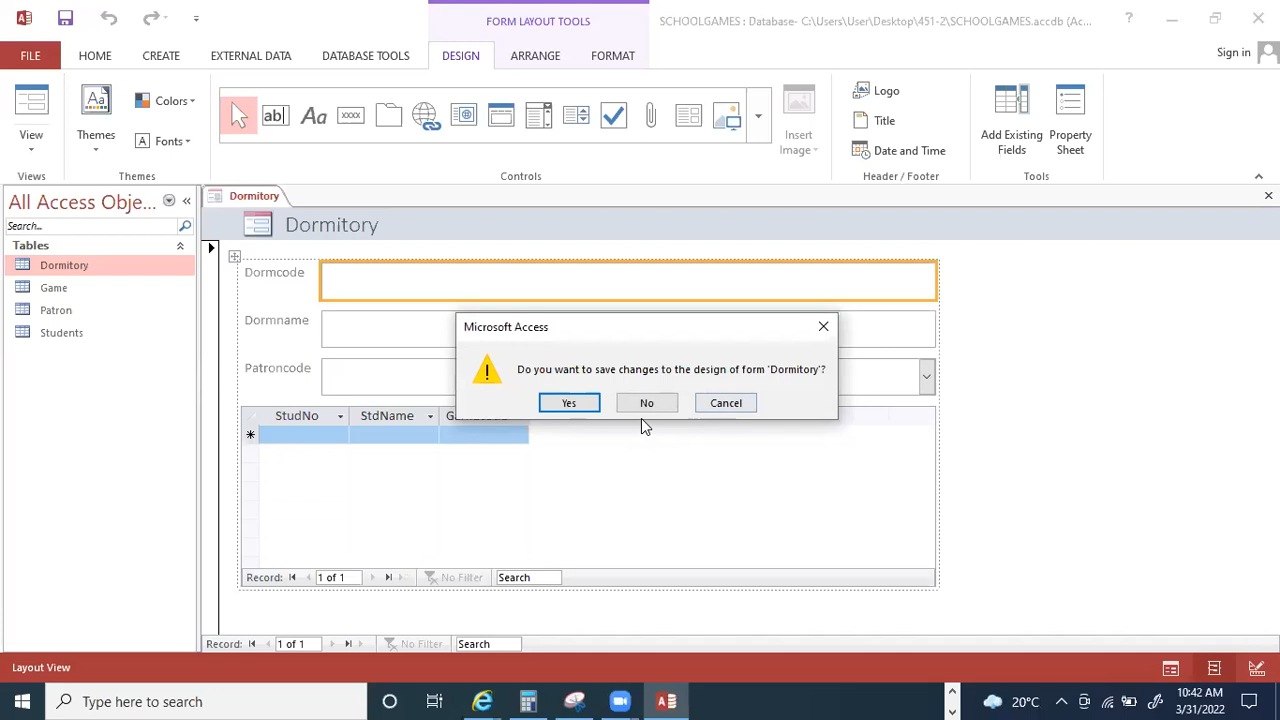 FORM LAYOUT TOOLS
SCHOOLGAMES : Database- C:\Users\User\Desktop\451-2\SCHOOLGAMES.accdb (Ac...
?
FILE
HOME
CREATE
EXTERNAL DATA
DATABASE TOOLS
DESIGN
ARRANGE
FORMAT
Sign in
View
Themes
Colors
Fonts
ab|
Aa
xxxx
Insert
Image
Logo
Title
Date and Time
Add Existing
Fields
Property
Sheet
Views
Themes
Controls
Header / Footer
Tools
All Access Obje...
Search...
Tables
Dormitory
Game
Patron
Students
Dormitory
Dormitory
Dormcode
Dormname
Patroncode
Microsoft Access
Do you want to save changes to the design of form 'Dormitory'?
Yes
No
Cancel
StudNo
StdName
Record:
1 of 1
No Filter
Search
Record:
1 of 1
No Filter
Search
Layout View
Type here to search
20°C
10:42 AM
3/31/2022